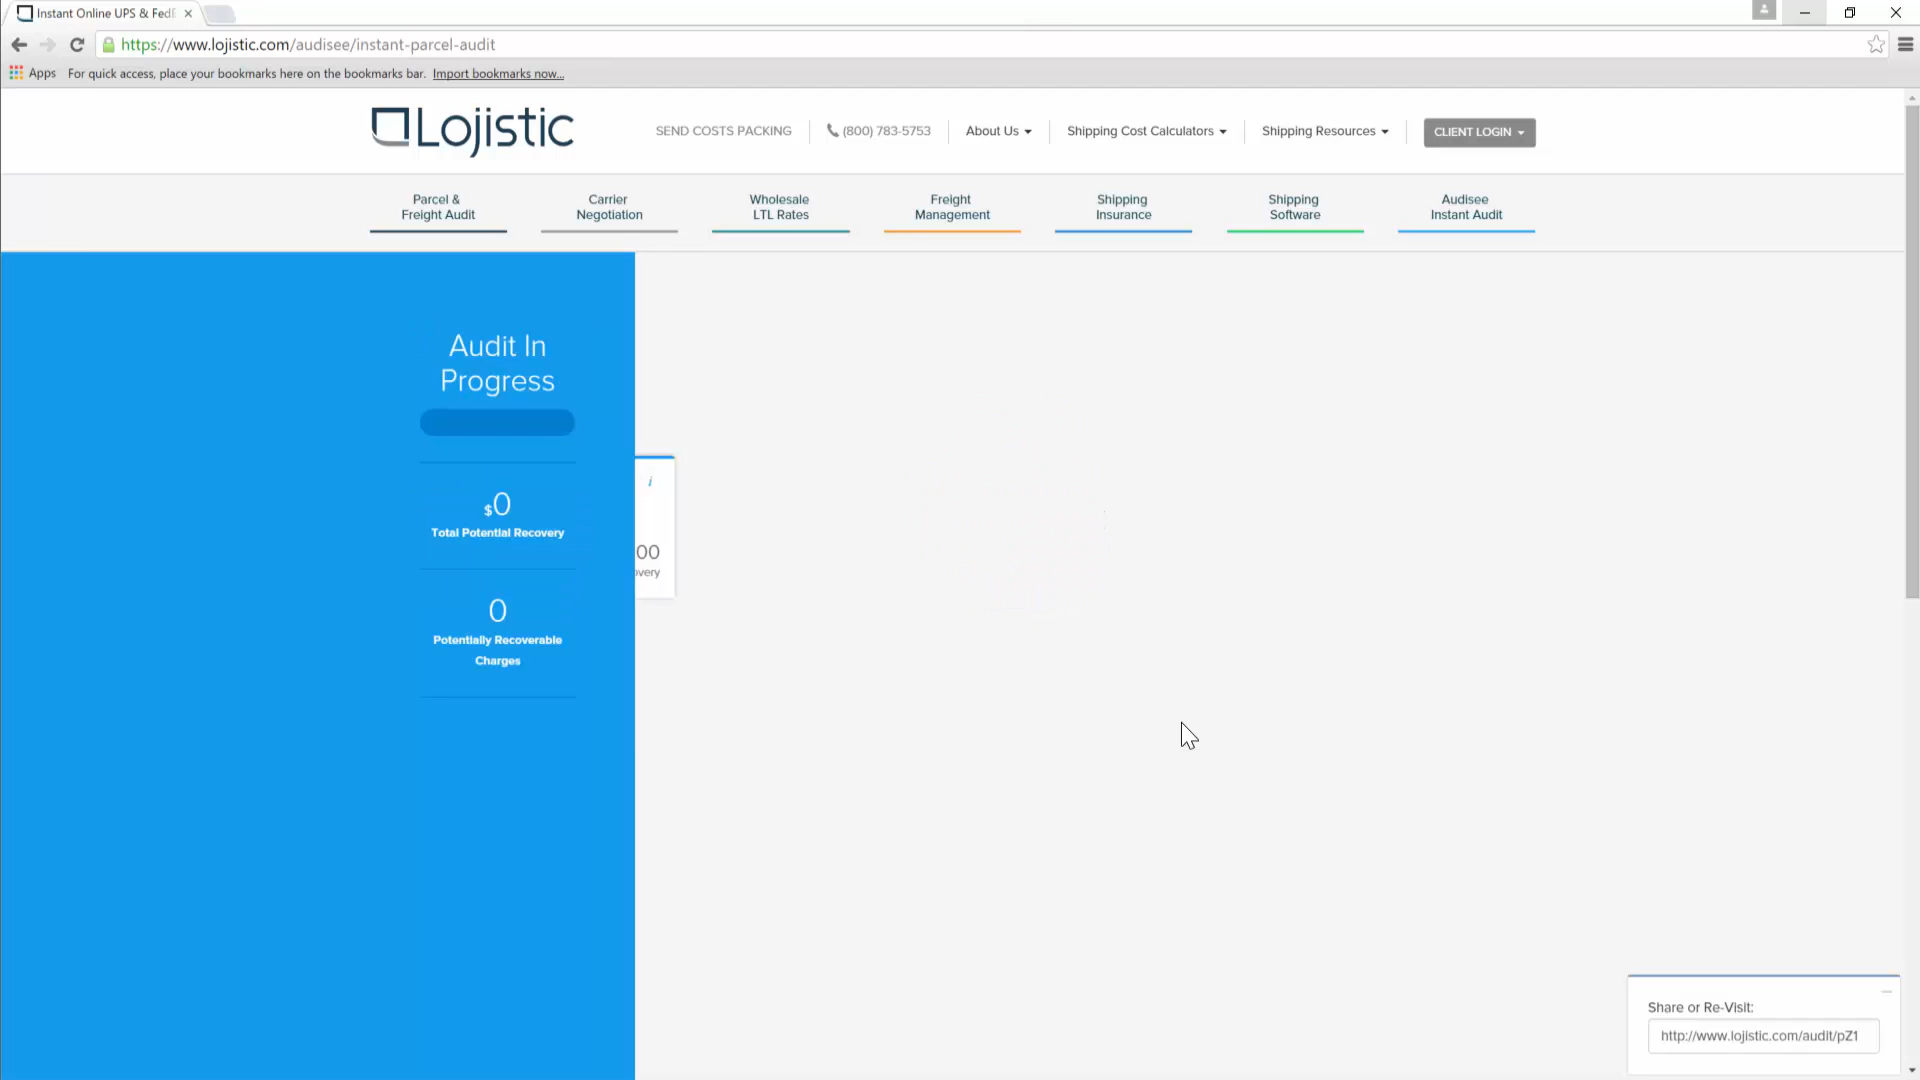 Instant Online UPS & FedE
https://www.lojistic.com/audisee/instant-parcel-audit
Apps For quick access, place your bookmarks here on the bookmarks bar. Import bookmarks now...
Lojistic
SEND COSTS PACKING
(800) 783-5753
About Us
Shipping Cost Calculators
Shipping Resources
CLIENT LOGIN
Parcel &
Freight Audit
Carrier
Negotiation
Wholesale
LTL Rates
Freight
Management
Shipping
Insurance
Shipping
Software
Audisee
Instant Audit
Audit In
Progress
$0
Total Potential Recovery
0
Potentially Recoverable
Charges
i
00
overy
Share or Re-Visit:
http://www.lojistic.com/audit/pZ1